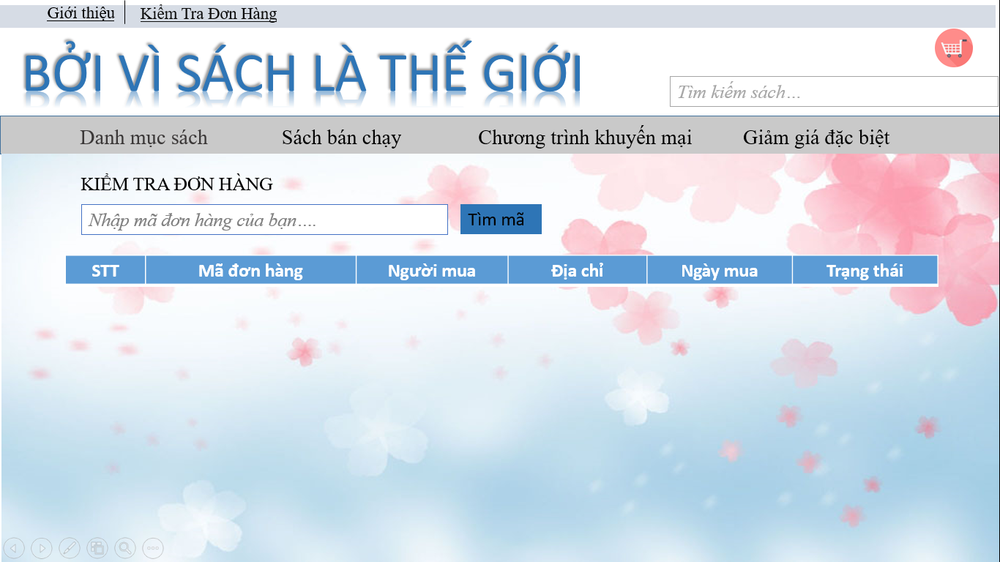 Giới thiệu
Kiểm Tra Đơn Hàng
BỞI VÌ SÁCH LÀ THẾ GIỚI
Tìm kiếm sách…
Danh mục sách Sách bán chạy Chương trình khuyến mại Giảm giá đặc biệt
KIỂM TRA ĐƠN HÀNG
Nhập mã đơn hàng của bạn…. Tìm mã
STT Mã đơn hàng Người mua Địa chỉ Ngày mua Trạng thái